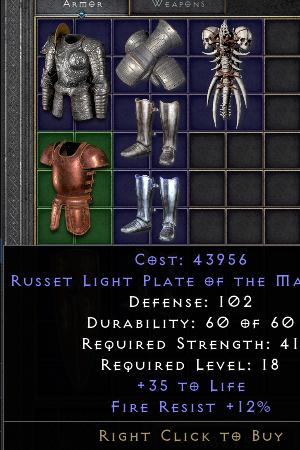 Armor Weapons
Cost: 43956
Russet Light Plate of the
Defense: 102
Durability: 60 of 60
Required Strength: 41
Required Level: 18
+35 to Life
Fire Resist +12%
Right Click to Buy